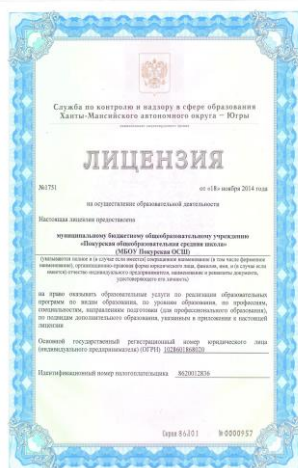 Служба по контролю и надзору в сфере образования
Ханты-Мансийского автономного округа – Югры
ЛИЦЕНЗИЯ
№1751
от «18» ноября 2014 года
на осуществление образовательной деятельности
Настоящая лицензия предоставлена
муниципальному бюджетному общеобразовательному учреждению
«Покурская общеобразовательная средняя школа»
(МБОУ Покурская ОСШ)
(указываются полное и (в случае если имеется) сокращенное наименование (в том числе фирменное
наименование), организационно-правовая форма юридического лица, фамилия, имя, и (в случае если
имеется) отчество индивидуального предпринимателя, наименование и реквизиты документа,
удостоверяющего его личность)
на право оказывать образовательные услуги по реализации образовательных
программ по видам образования, по уровням образования, по профессиям,
специальностям, направлениям подготовки (для профессионального образования),
по подвидам дополнительного образования, указанным в приложении к настоящей
лицензии
Основной государственный регистрационный номер юридического лица
(индивидуального предпринимателя) (ОГРН) 1028601868020
Идентификационный номер налогоплательщика 8620012836
Серия 86Л01 № 0000957